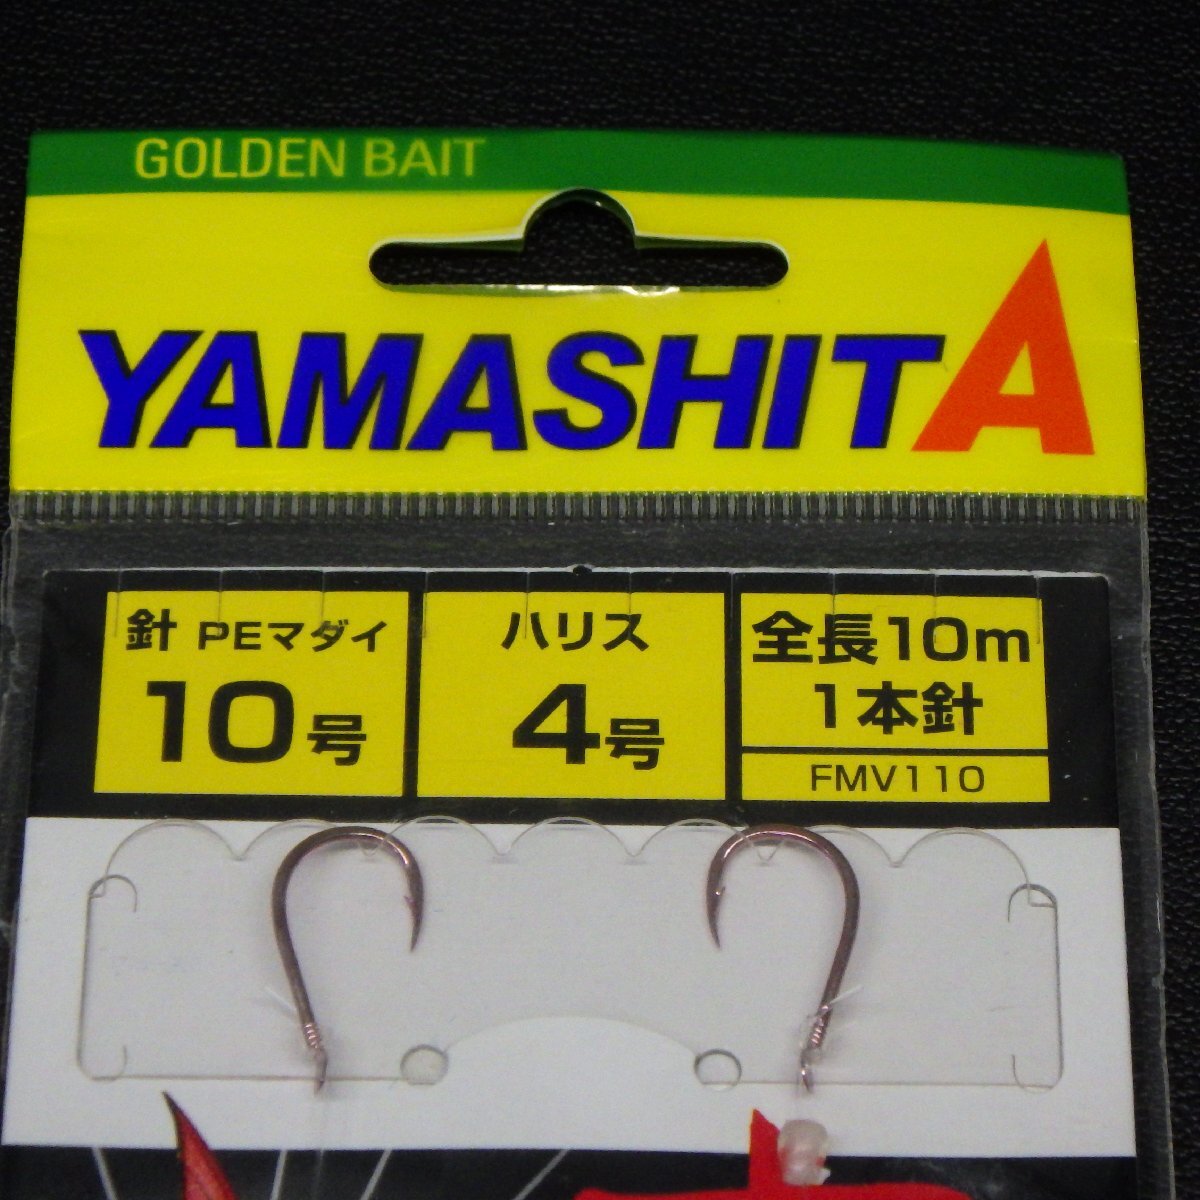 GOLDEN BAIT
YAMASHITA
針 PEマダイ
10号
ハリス
4号
全長10m
1本針
FMV110